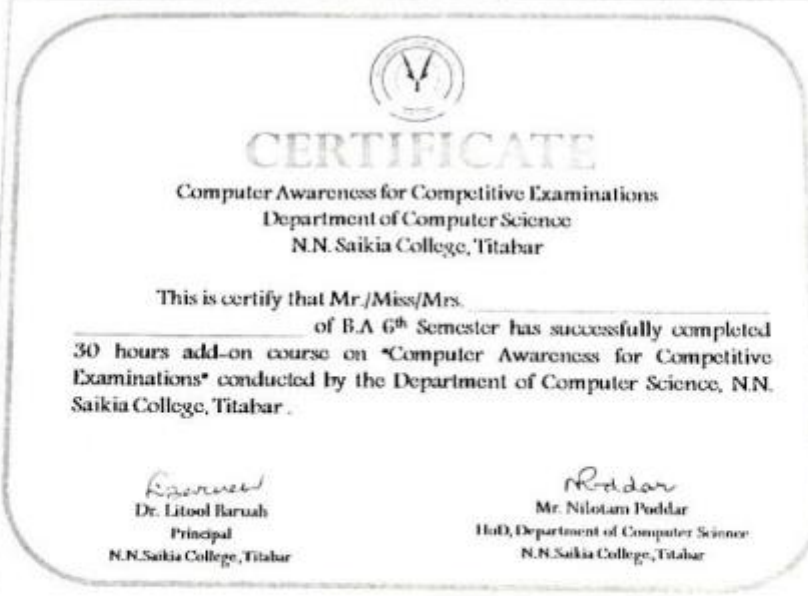 CERTIFICATE
Computer Awareness for Competitive Examinations
Department of Computer Science
N.N. Saikia College, Titabar
This is certify that Mr./Miss/Mrs.
of B.A 6th Semester has successfully completed
30 hours add-on course on "Computer Awareness for Competitive
Examinations" conducted by the Department of Computer Science, N.N.
Saikia College, Titabar .
Dr. Litool Baruah
Principal
N.N.Saikia College, Titabar
Poddar
Mr. Nilotam Poddar
HoD, Department of Computer Science
N.N.Saikia College, Titabar